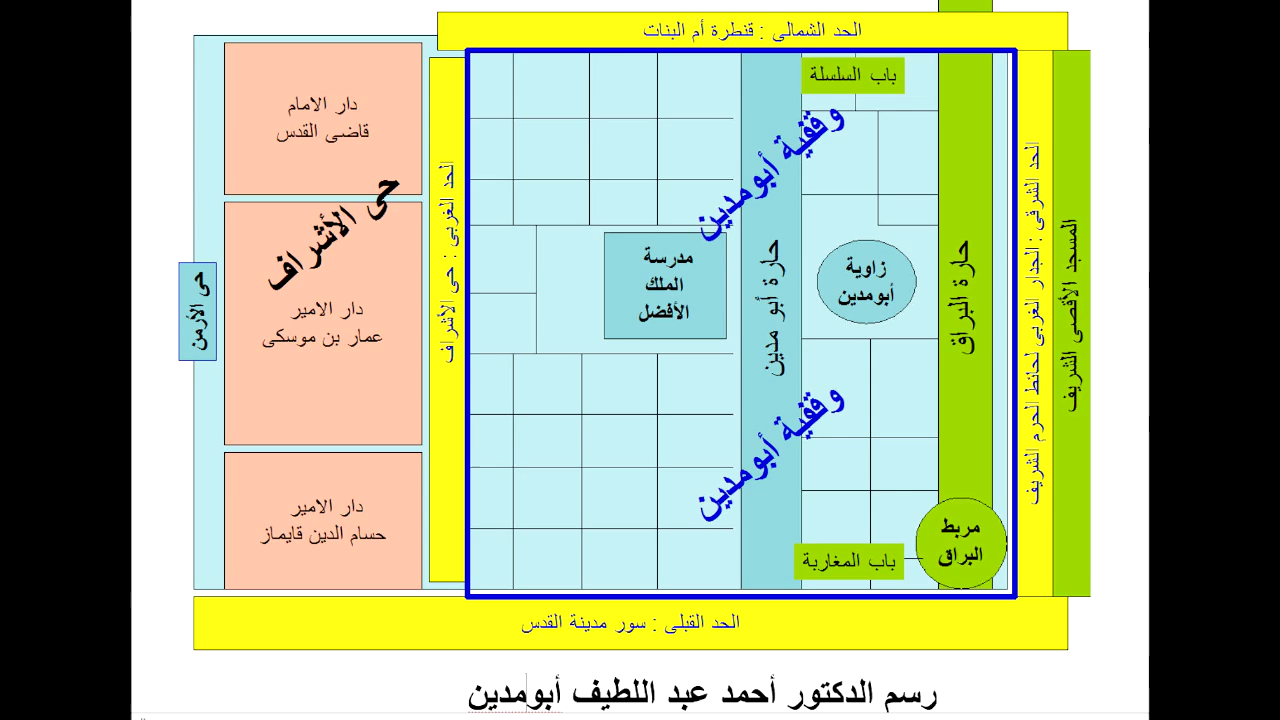 الحد الشمالى : قنطرة أم البنات
باب السلسلة
دار الامام
قاضى القدس
وقفية أبومدين
حى الأشراف
الحد الغربى : حى الأشراف
مدرسة
الملك
الأفضل
حارة أبو مدين
زاوية
أبومدين
حارة البراق
الحد الشرقى : الجدار الغربى لحائط الحرم الشريف
المسجد الأقصى الشريف
حى الأرمن
دار الامير
عمار بن موسكى
وقفية أبومدين
دار الامير
حسام الدين قايماز
مربط
البراق
باب المغاربة
الحد القبلى : سور مدينة القدس
رسم الدكتور أحمد عبد اللطيف أبومدين